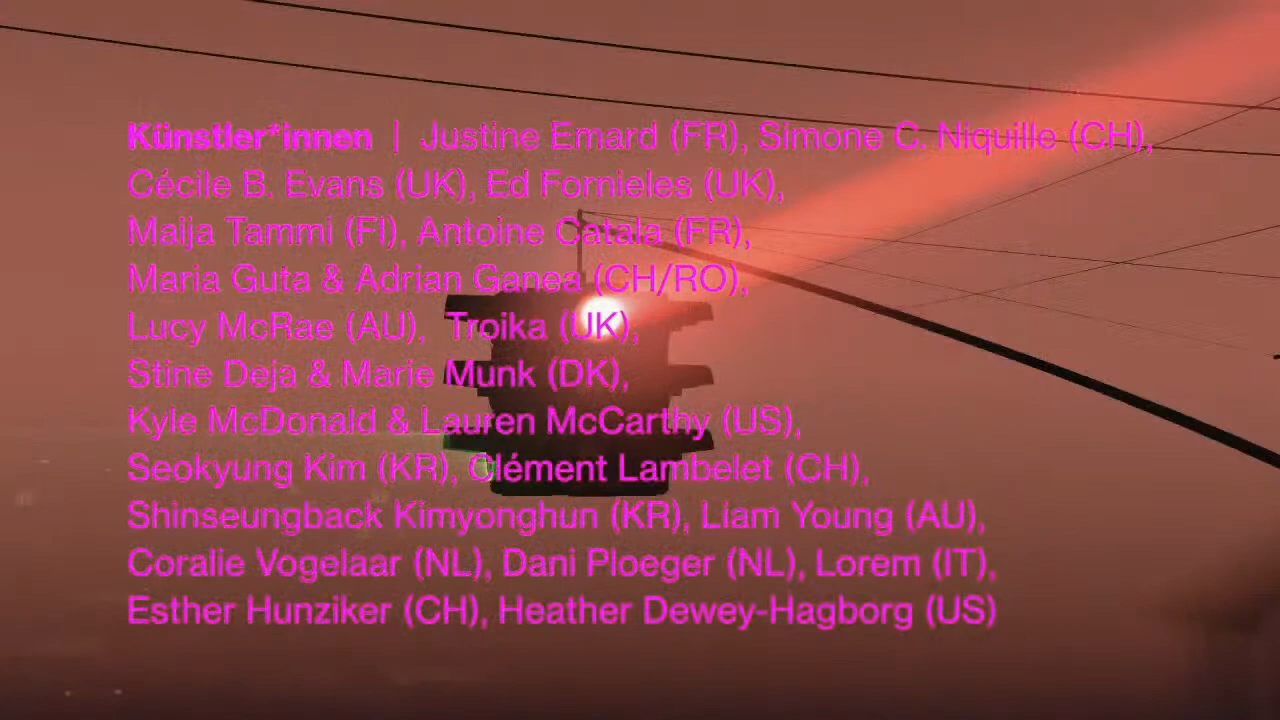 Künstler*innen | Justine Emard (FR), Simone C. Niquille (CH),
Cécile B. Evans (UK), Ed Fornieles (UK),
Maija Tammi (FI), Antoine Catala (FR),
Maria Guta & Adrian Ganea (CH/RO),
Lucy McRae (AU), Troika (UK),
Stine Deja & Marie Munk (DK),
Kyle McDonald & Lauren McCarthy (US),
Seokyung Kim (KR), Clément Lambelet (CH),
Shinseungback Kimyonghun (KR), Liam Young (AU),
Coralie Vogelaar (NL), Dani Ploeger (NL), Lorem (IT),
Esther Hunziker (CH), Heather Dewey-Hagborg (US)